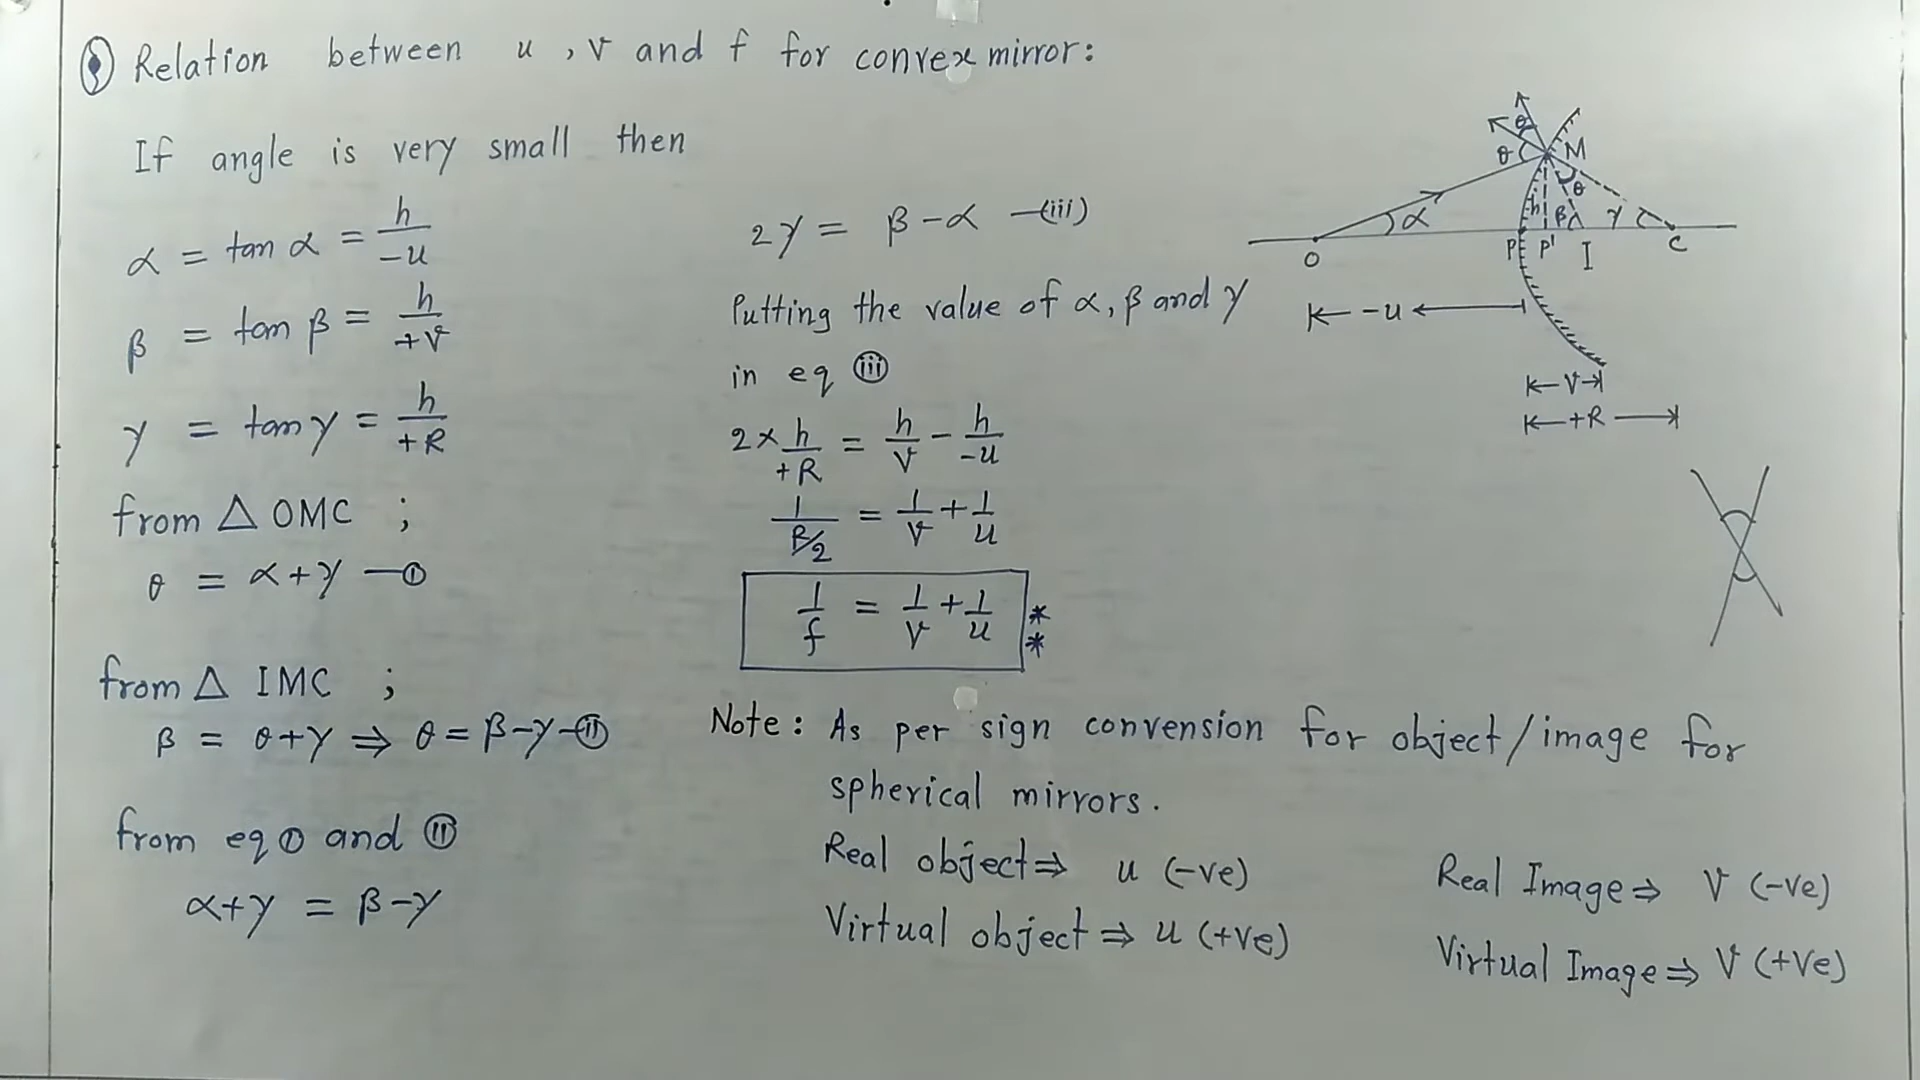 Relation between u , v and f for convex mirror:
If angle is very small then
α = tan α = h/-u
β = tan β = h/+v
γ = tan γ = h/+R
from △ OMC ;
θ = α+γ —①
from △ IMC ;
β = θ+γ ⇒ θ = β-γ -⑪
from eq ① and ⑪
α+γ = β-γ
2γ = β-α —(iii)
Putting the value of α, β and γ
in eq ⓘⓘⓘ
2 × h/+R = h/v - h/-u
1/R/2 = 1/v + 1/u
1/f = 1/v + 1/u **
Note: As per sign convension for object/image for
spherical mirrors.
Real object ⇒ u (-ve)
Virtual object ⇒ u (+ve)
Real Image ⇒ v (-ve)
Virtual Image ⇒ v (+ve)
θ
θ M
θ
α h β γ
O P P' I C
-u
v
+R